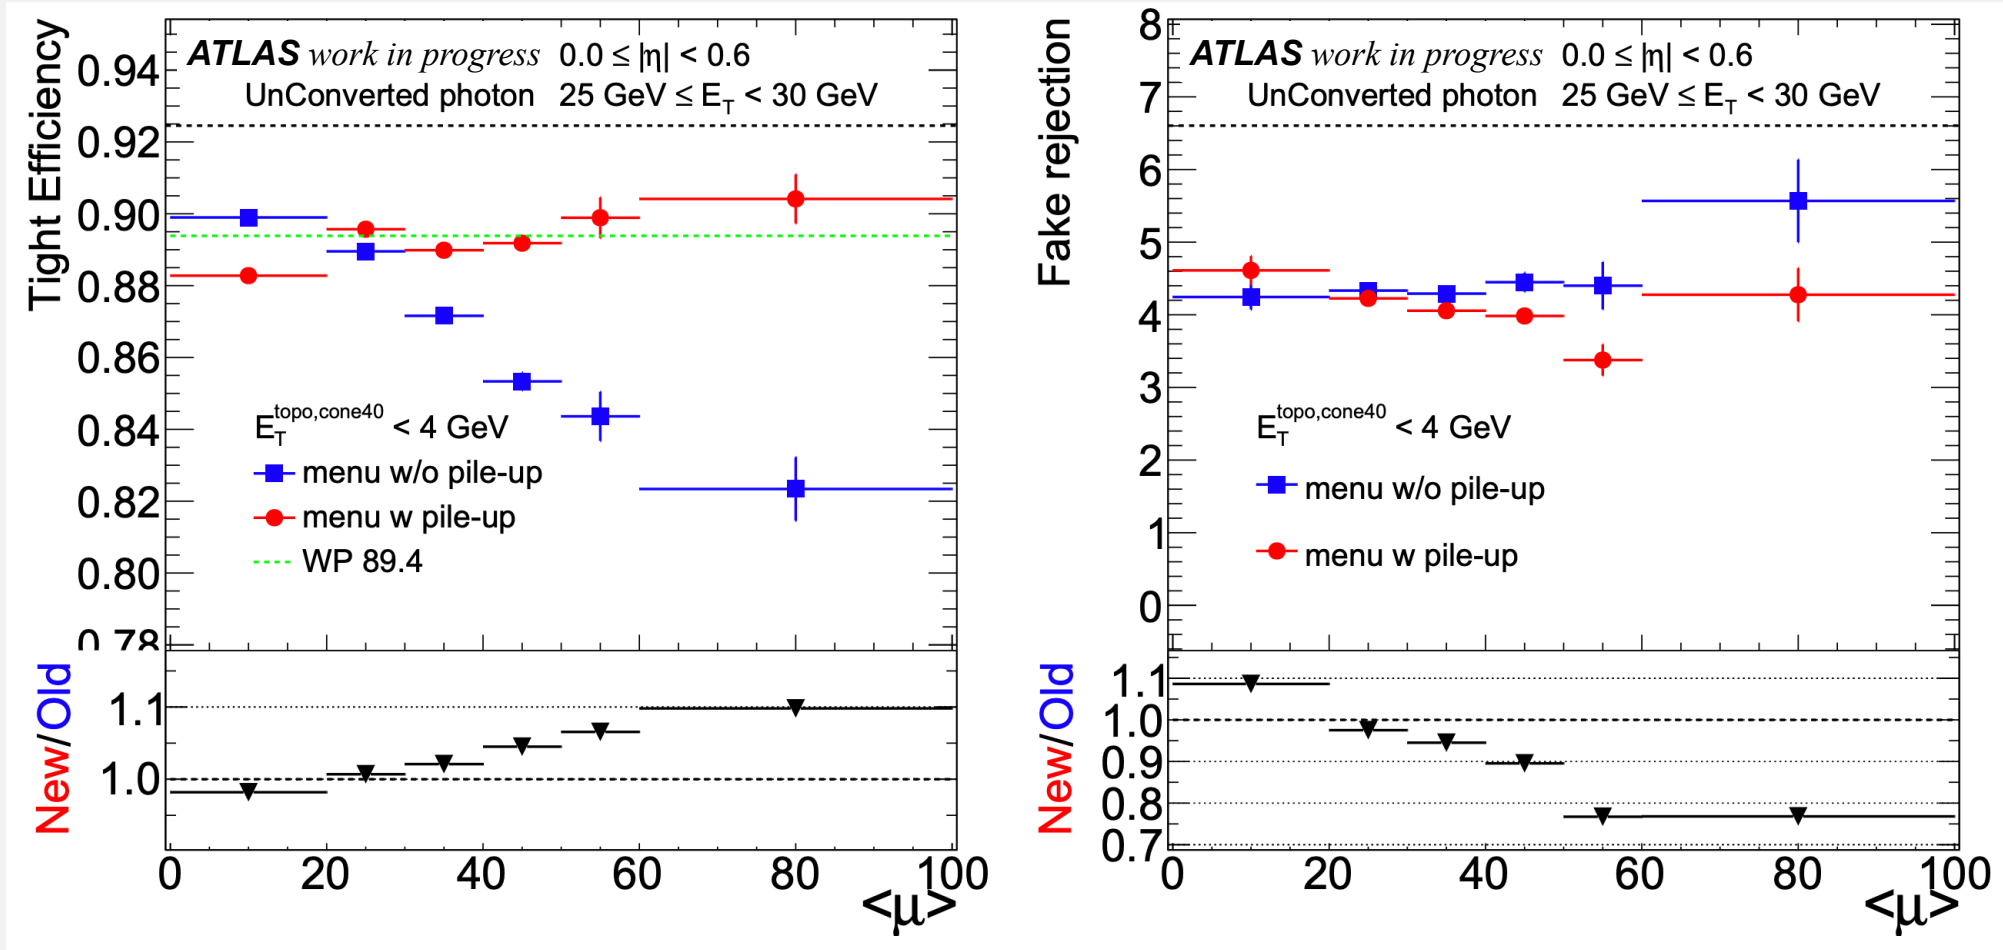 Tight Efficiency
ATLAS work in progress 0.0 ≤ |η| < 0.6
UnConverted photon 25 GeV ≤ E_T < 30 GeV
0.94
0.92
0.90
0.88
0.86
0.84
0.82
0.80
0.78
E_T^topo,cone40 < 4 GeV
menu w/o pile-up
menu w pile-up
WP 89.4
New/Old
1.1
1.0
0 20 40 60 80 100
<μ>
Fake rejection
ATLAS work in progress 0.0 ≤ |η| < 0.6
UnConverted photon 25 GeV ≤ E_T < 30 GeV
8
7
6
5
4
3
2
1
0
E_T^topo,cone40 < 4 GeV
menu w/o pile-up
menu w pile-up
New/Old
1.1
1.0
0.9
0.8
0.7
0 20 40 60 80 100
<μ>